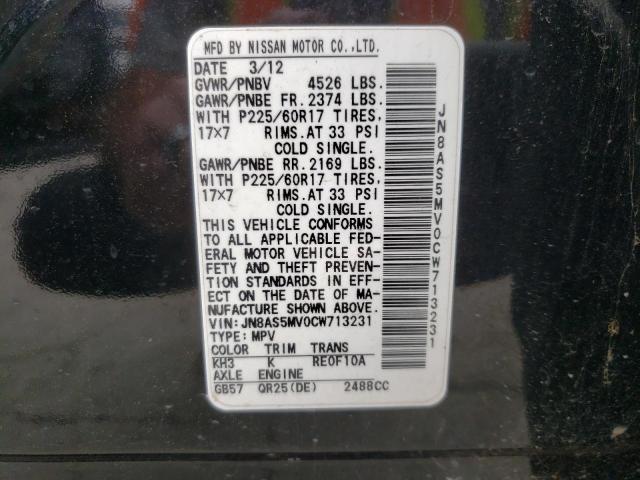 MFD BY NISSAN MOTOR CO.,LTD.
DATE 3/12
GVWR/PNBV 4526 LBS.
GAWR/PNBE FR. 2374 LBS.
WITH P225/60R17 TIRES,
17×7 RIMS.AT 33 PSI
COLD SINGLE.
GAWR/PNBE RR. 2169 LBS.
WITH P225/60R17 TIRES,
17×7 RIMS.AT 33 PSI
COLD SINGLE.
THIS VEHICLE CONFORMS
TO ALL APPLICABLE FED-
ERAL MOTOR VEHICLE SA-
FETY AND THEFT PREVEN-
TION STANDARDS IN EFF-
ECT ON THE DATE OF MA-
NUFACTURE SHOWN ABOVE.
VIN:JN8AS5MV0CW713231
TYPE:MPV
COLOR TRIM TRANS
KH3 K RE0F10A
AXLE ENGINE
GB57 QR25(DE) 2488CC
JN8AS5MV0CW713231